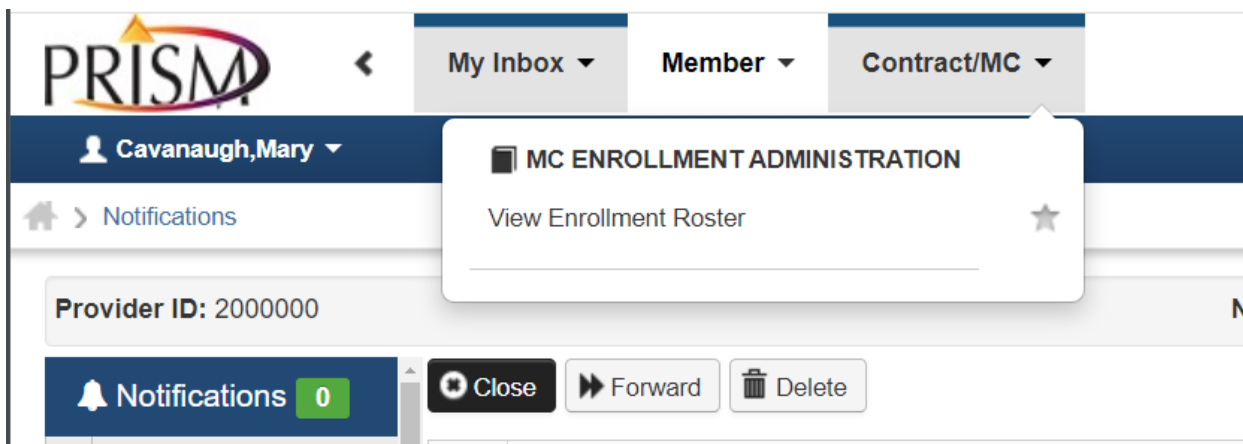 PRISM
My Inbox
Member
Contract/MC
Cavanaugh,Mary
MC ENROLLMENT ADMINISTRATION
View Enrollment Roster
Notifications
Provider ID: 2000000
N
Notifications 0
Close
Forward
Delete